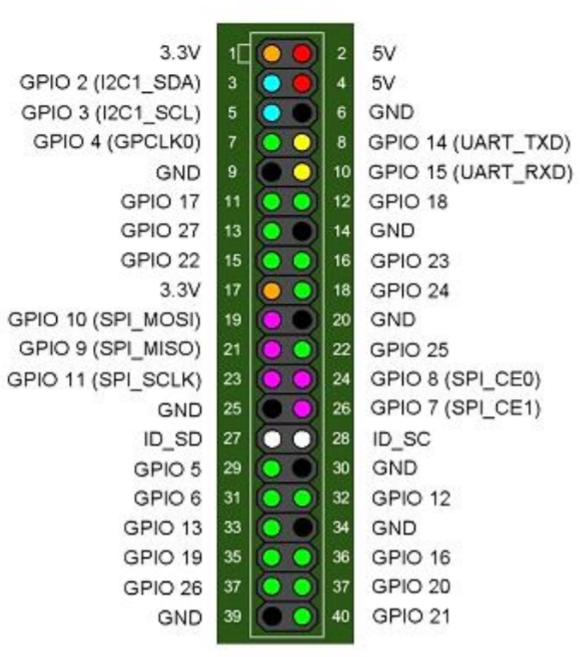 3.3V 1 2 5V
GPIO 2 (I2C1_SDA) 3 4 5V
GPIO 3 (I2C1_SCL) 5 6 GND
GPIO 4 (GPCLK0) 7 8 GPIO 14 (UART_TXD)
GND 9 10 GPIO 15 (UART_RXD)
GPIO 17 11 12 GPIO 18
GPIO 27 13 14 GND
GPIO 22 15 16 GPIO 23
3.3V 17 18 GPIO 24
GPIO 10 (SPI_MOSI) 19 20 GND
GPIO 9 (SPI_MISO) 21 22 GPIO 25
GPIO 11 (SPI_SCLK) 23 24 GPIO 8 (SPI_CE0)
GND 25 26 GPIO 7 (SPI_CE1)
ID_SD 27 28 ID_SC
GPIO 5 29 30 GND
GPIO 6 31 32 GPIO 12
GPIO 13 33 34 GND
GPIO 19 35 36 GPIO 16
GPIO 26 37 37 GPIO 20
GND 39 40 GPIO 21